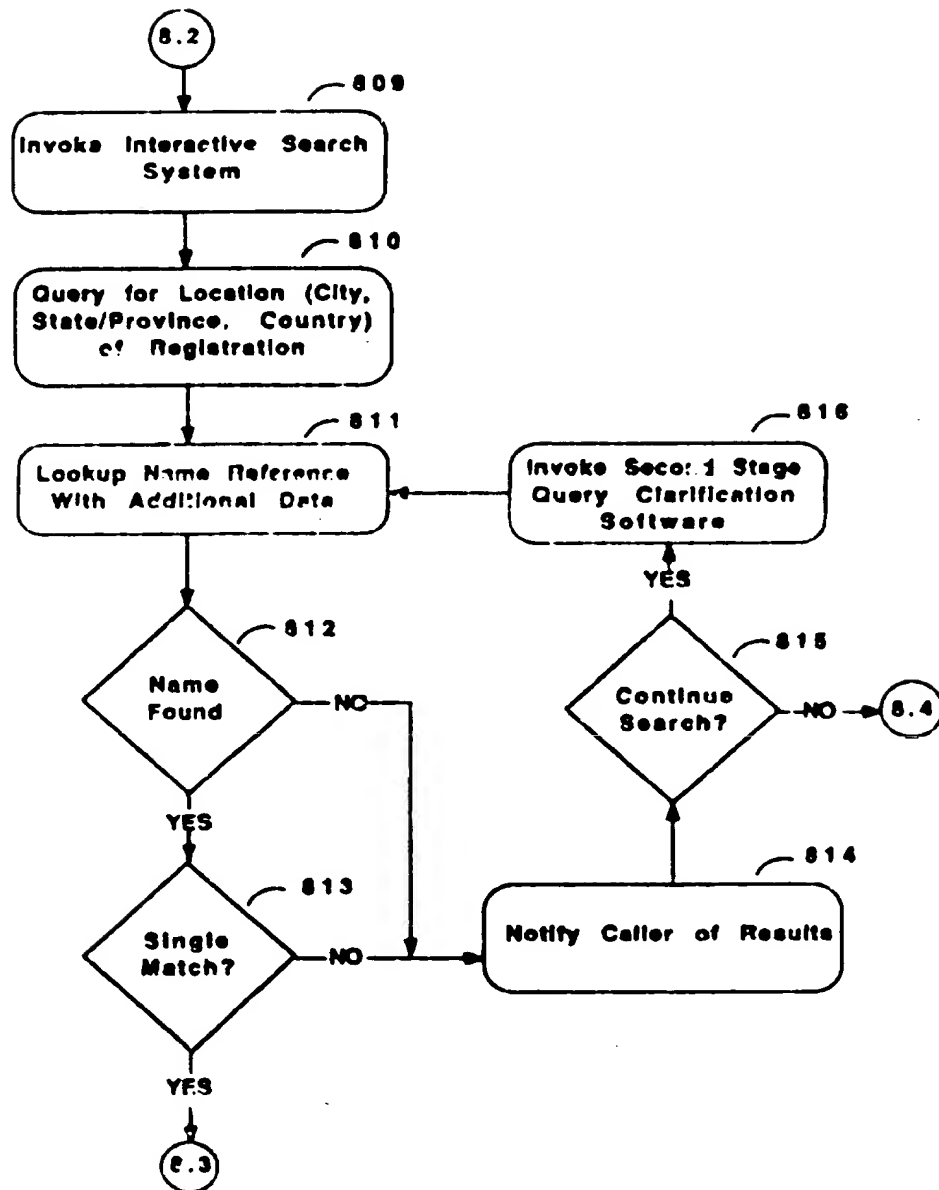 8.2
809
Invoke Interactive Search
System
810
Query for Location (City,
State/Province, Country)
of Registration
811
Lookup Name Reference
With Additional Data
816
Invoke Second Stage
Query Clarification
Software
YES
812
Name
Found
NO
815
Continue
Search?
NO
8.4
YES
813
Single
Match?
NO
814
Notify Caller of Results
YES
8.3